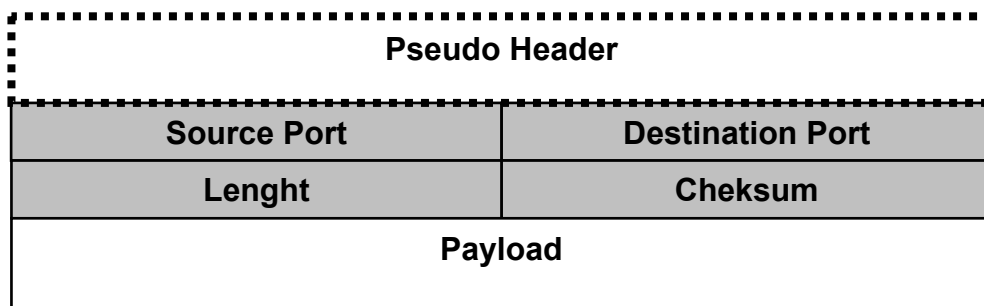 Pseudo Header
Source Port Destination Port
Lenght Cheksum
Payload